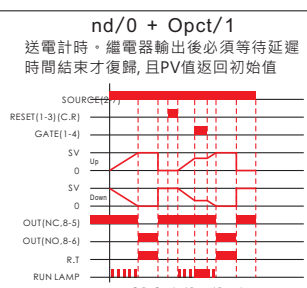 nd/0 + Opct/1
送電計時。繼電器輸出後必須等待延遲
時間結束才復歸, 且PV值返回初始值
SOURCE(2-7)
RESET(1-3)(C.R)
GATE(1-4)
SV
Up
0
SV
Down
0
OUT(NC,8-5)
OUT(NO,8-6)
R.T
RUN LAMP